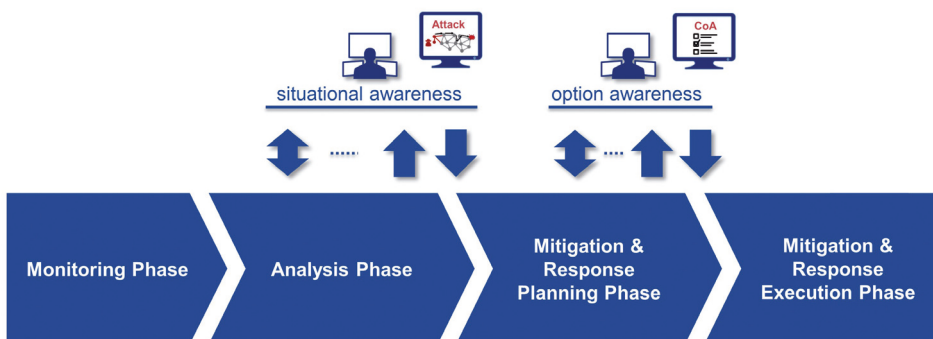 Attack
CoA
situational awareness
option awareness
Monitoring Phase
Analysis Phase
Mitigation &
Response
Planning Phase
Mitigation &
Response
Execution Phase